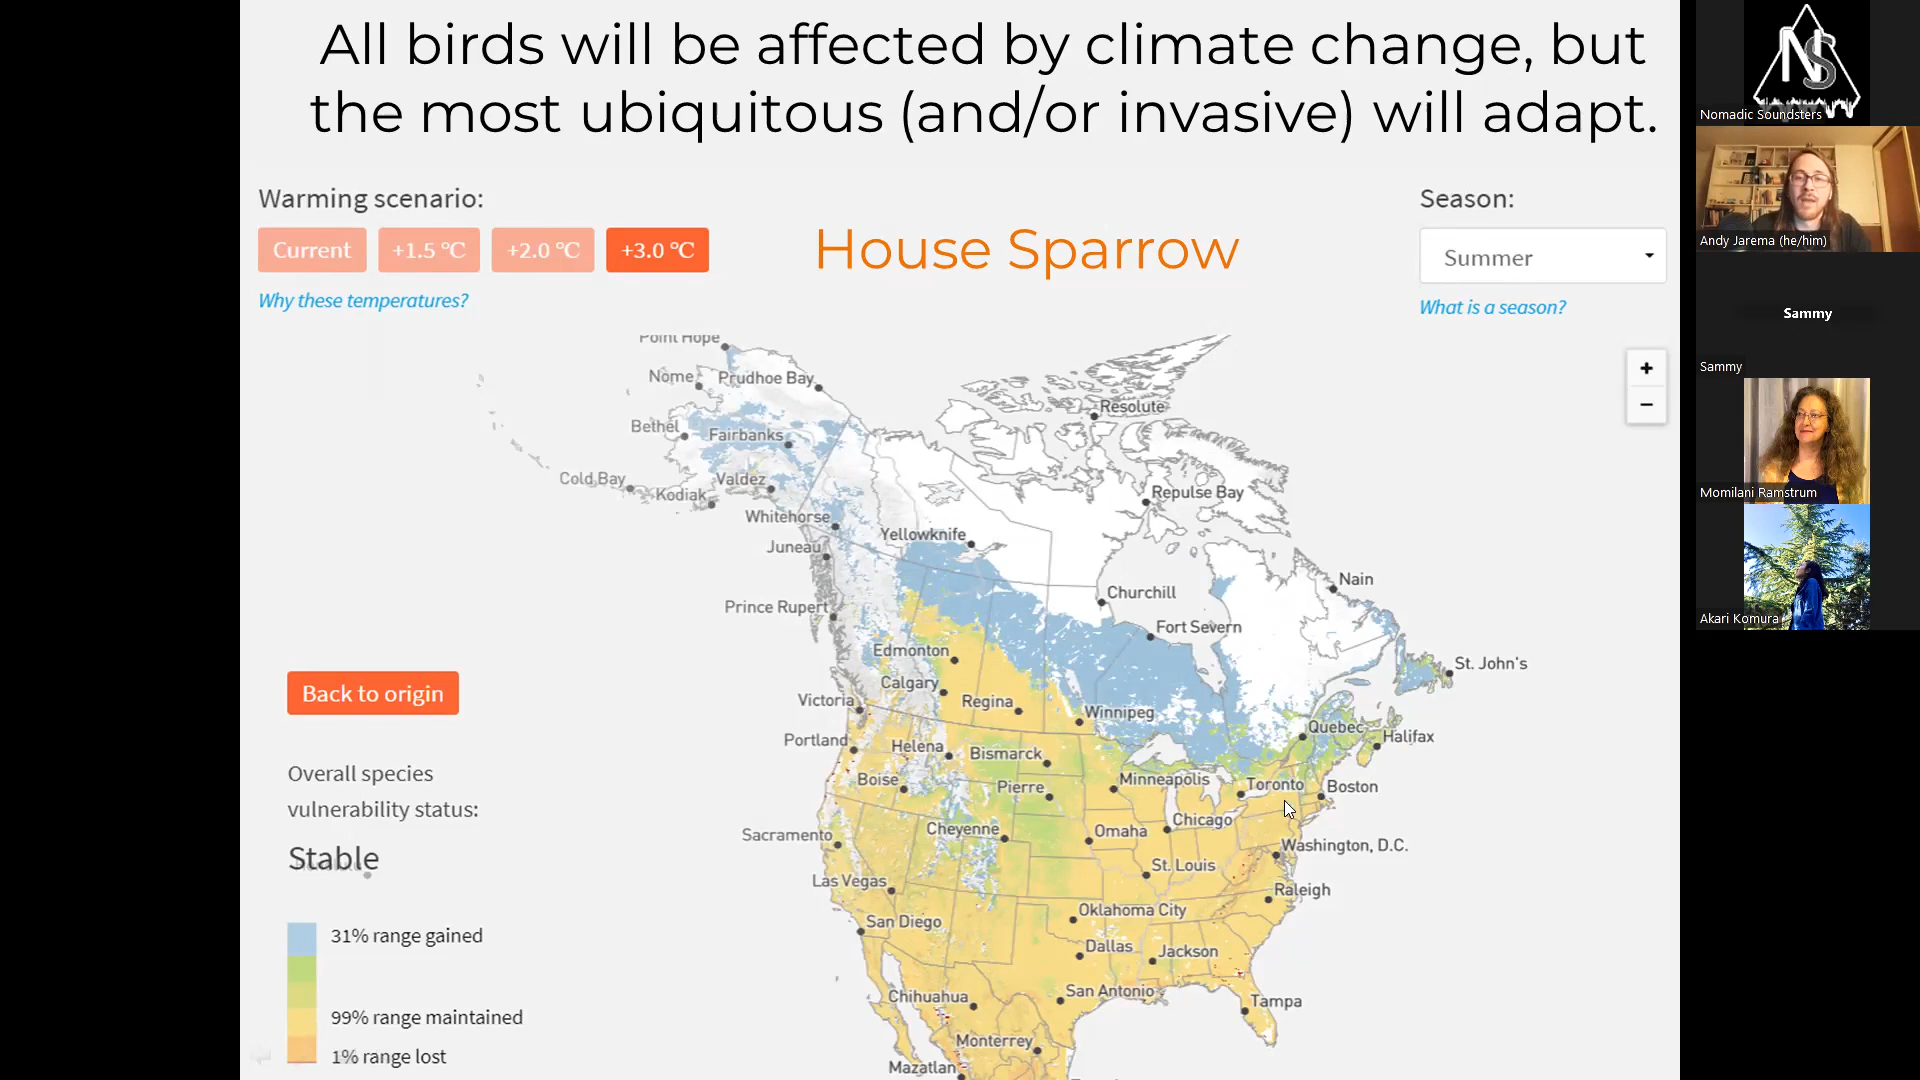 All birds will be affected by climate change, but
the most ubiquitous (and/or invasive) will adapt.
Warming scenario:
Current
+1.5 ℃
+2.0 ℃
+3.0 ℃
Why these temperatures?
House Sparrow
Season:
Summer
What is a season?
+
−
Point Hope
Nome
Prudhoe Bay
Resolute
Bethel
Fairbanks
Cold Bay
Valdez
Kodiak
Repulse Bay
Whitehorse
Yellowknife
Juneau
Nain
Churchill
Prince Rupert
Fort Severn
Edmonton
St. John's
Calgary
Victoria
Regina
Winnipeg
Quebec
Halifax
Portland
Helena
Bismarck
Boise
Pierre
Minneapolis
Toronto
Boston
Sacramento
Cheyenne
Omaha
Chicago
Washington, D.C.
St. Louis
Las Vegas
Raleigh
San Diego
Oklahoma City
Dallas
Jackson
Chihuahua
San Antonio
Tampa
Monterrey
Mazatlan
Back to origin
Overall species
vulnerability status:
Stable
31% range gained
99% range maintained
1% range lost
NS
Nomadic Soundsters
Andy Jarema (he/him)
Sammy
Sammy
Momilani Ramstrum
Akari Komura